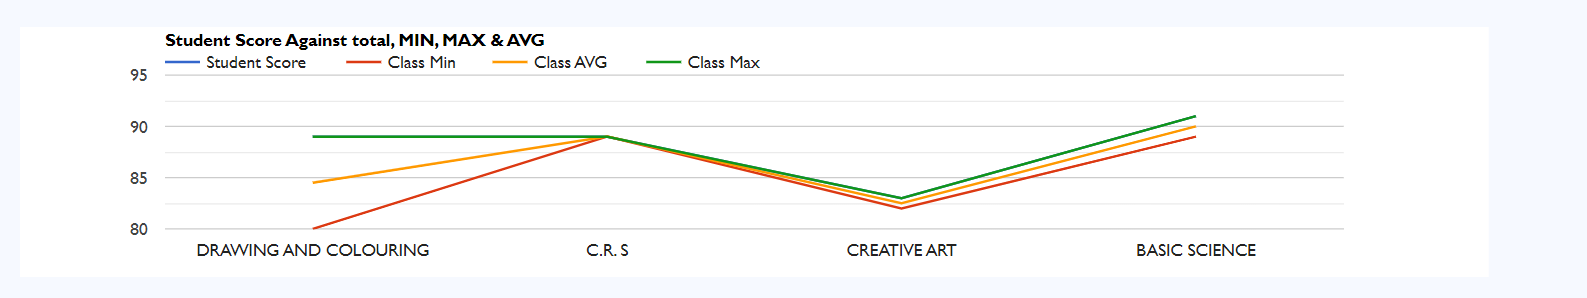 Student Score Against total, MIN, MAX & AVG
Student Score Class Min Class AVG Class Max
95
90
85
80
DRAWING AND COLOURING C.R. S CREATIVE ART BASIC SCIENCE